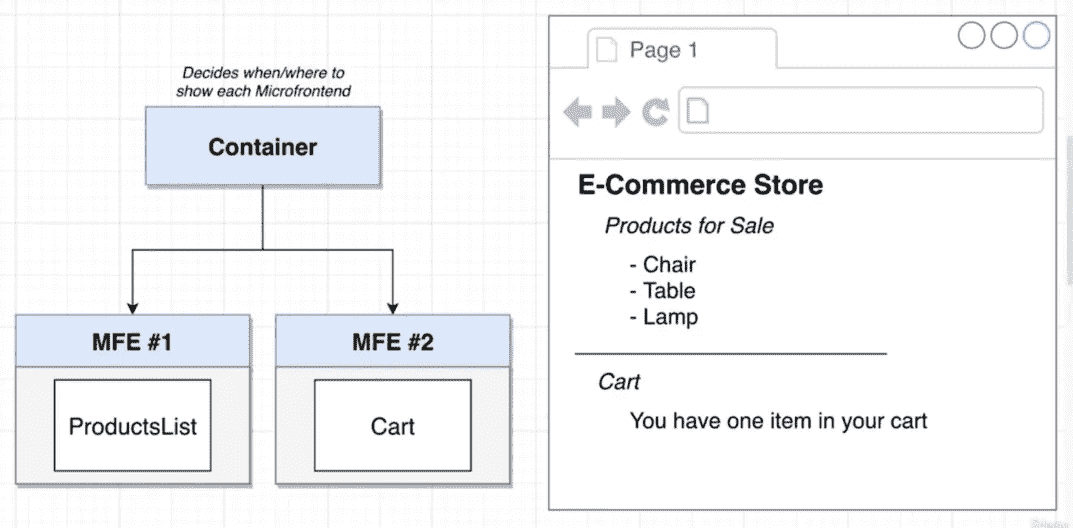 Decides when/where to
show each Microfrontend
Container
MFE #1
ProductsList
MFE #2
Cart
Page 1
E-Commerce Store
Products for Sale
- Chair
- Table
- Lamp
Cart
You have one item in your cart